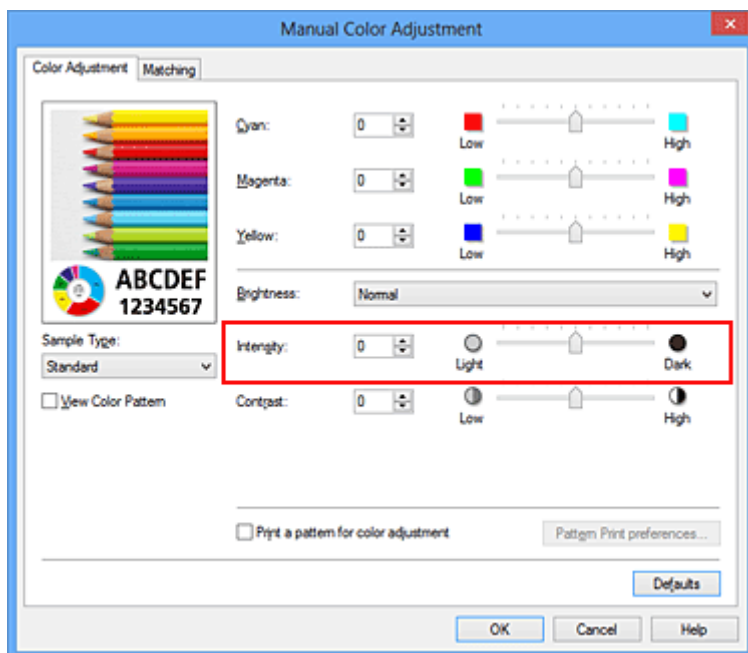 Manual Color Adjustment
Color Adjustment Matching
ABCDEF
1234567
Sample Type:
Standard
View Color Pattern
Cyan: 0 Low High
Magenta: 0 Low High
Yellow: 0 Low High
Brightness: Normal
Intensity: 0 Light Dark
Contrast: 0 Low High
Print a pattern for color adjustment Pattern Print preferences...
Defaults
OK Cancel Help